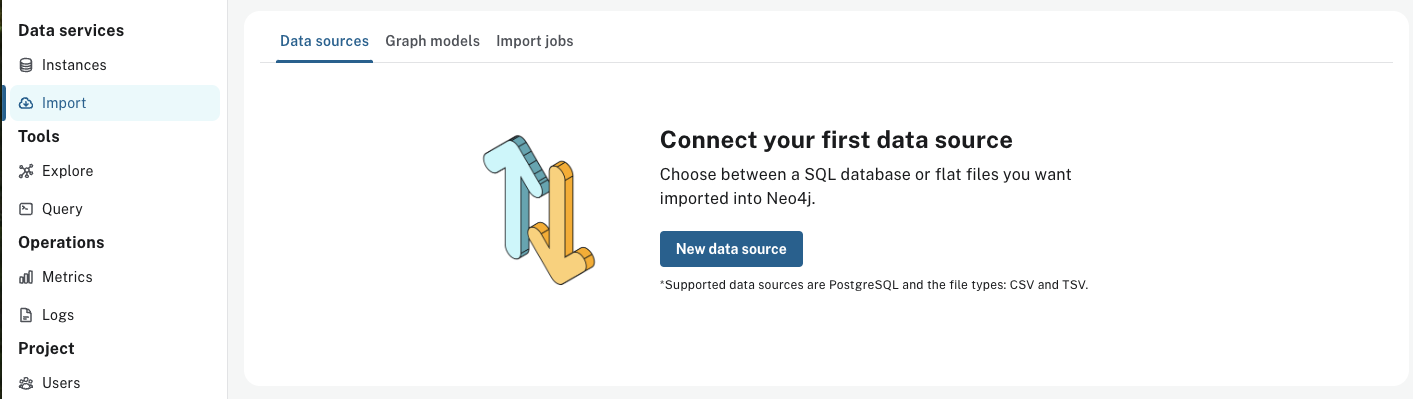 Data services
Instances
Import
Tools
Explore
Query
Operations
Metrics
Logs
Project
Users
Data sources
Graph models
Import jobs
Connect your first data source
Choose between a SQL database or flat files you want
imported into Neo4j.
New data source
*Supported data sources are PostgreSQL and the file types: CSV and TSV.